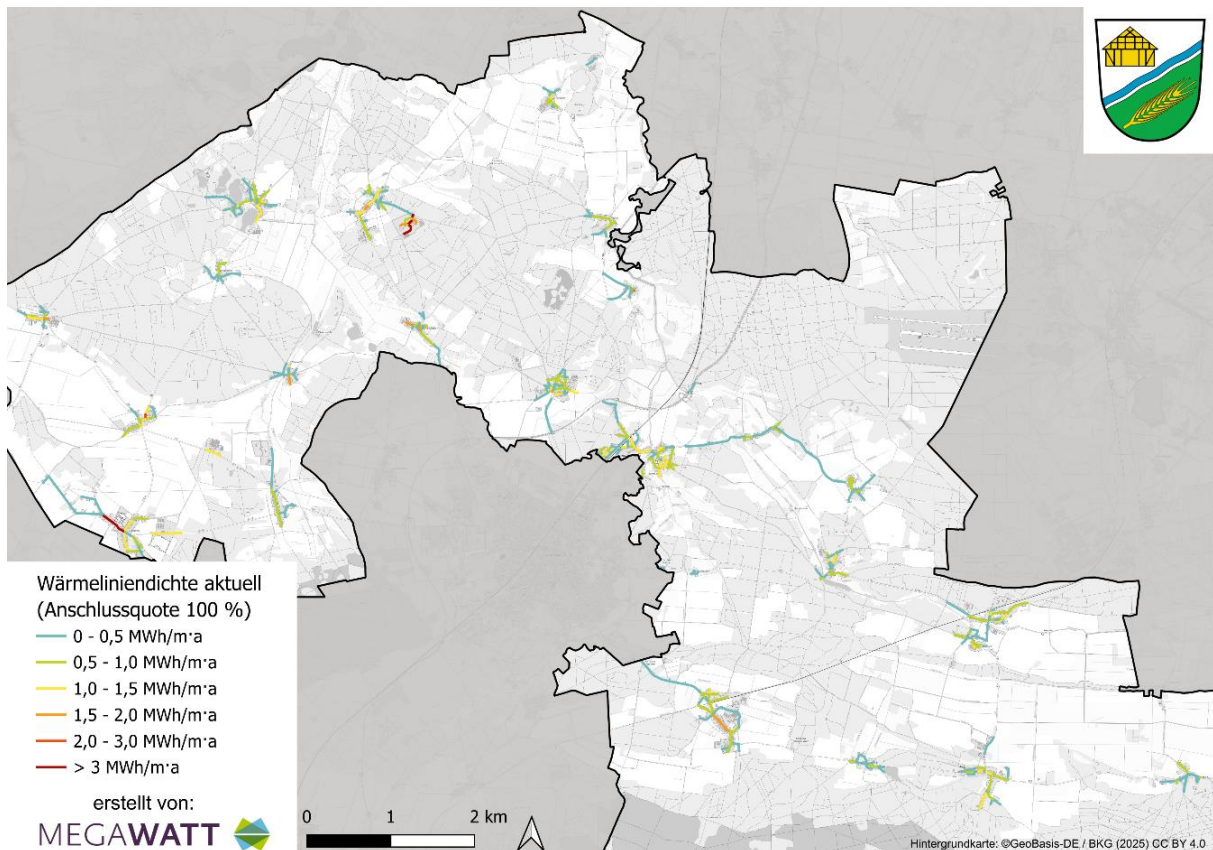 Wärmeliniendichte aktuell
(Anschlussquote 100 %)
0 - 0,5 MWh/m·a
0,5 - 1,0 MWh/m·a
1,0 - 1,5 MWh/m·a
1,5 - 2,0 MWh/m·a
2,0 - 3,0 MWh/m·a
> 3 MWh/m·a
erstellt von:
MEGAWATT
0 1 2 km
Hintergrundkarte: ©GeoBasis-DE / BKG (2025) CC BY 4.0